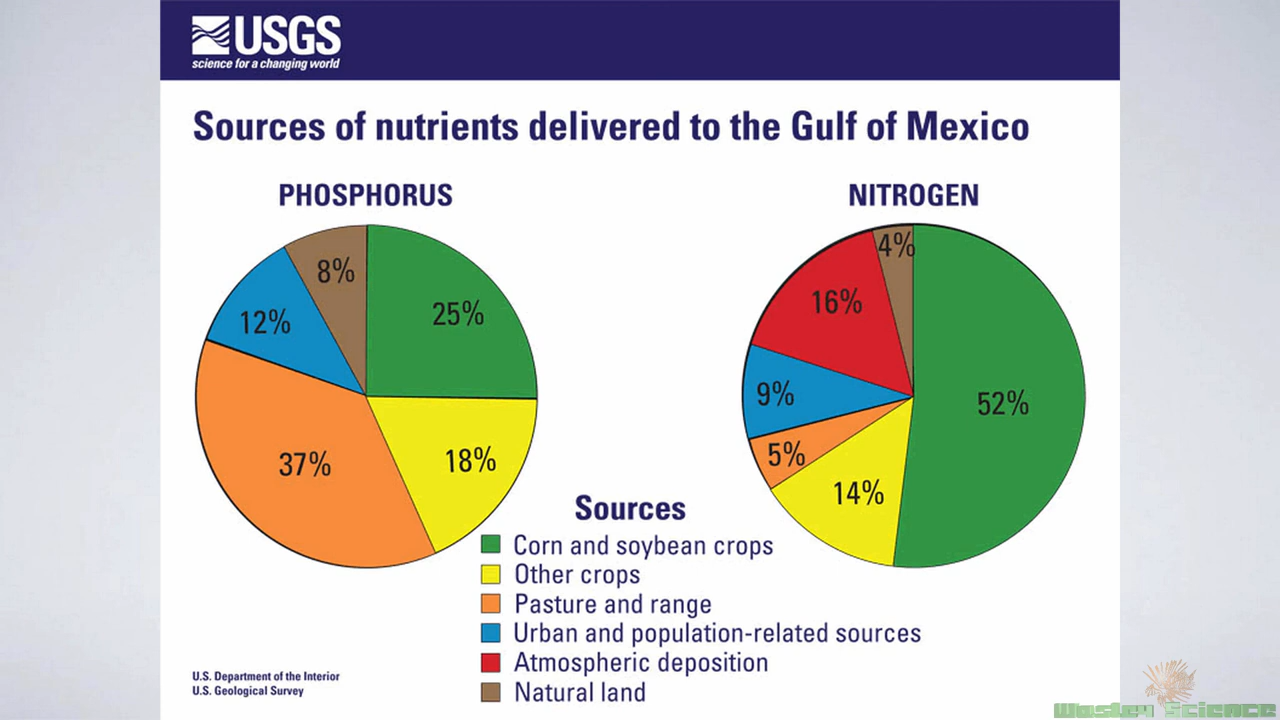 USGS
science for a changing world
Sources of nutrients delivered to the Gulf of Mexico
PHOSPHORUS
8%
25%
12%
37%
18%
NITROGEN
4%
16%
9%
52%
5%
14%
Sources
Corn and soybean crops
Other crops
Pasture and range
Urban and population-related sources
Atmospheric deposition
Natural land
U.S. Department of the Interior
U.S. Geological Survey
Science